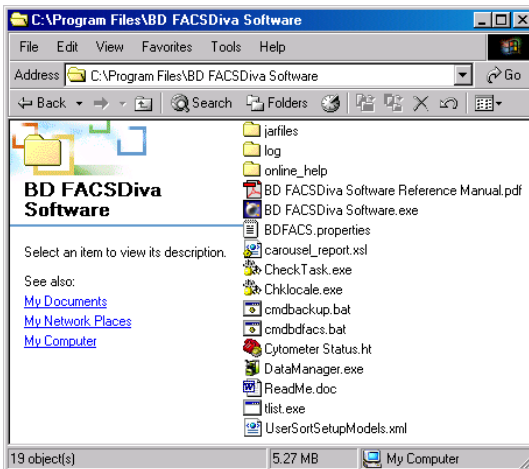 C:\Program Files\BD FACSDiva Software
File Edit View Favorites Tools Help
Address C:\Program Files\BD FACSDiva Software Go
Back Search Folders
BD FACSDiva
Software
Select an item to view its description.
See also:
My Documents
My Network Places
My Computer
jarfiles
log
online_help
BD FACSDiva Software Reference Manual.pdf
BD FACSDiva Software.exe
BDFACS.properties
carousel_report.xsl
CheckTask.exe
Chklocale.exe
cmdbackup.bat
cmdbdfacs.bat
Cytometer Status.ht
DataManager.exe
ReadMe.doc
tlist.exe
UserSortSetupModels.xml
19 object(s) 5.27 MB My Computer